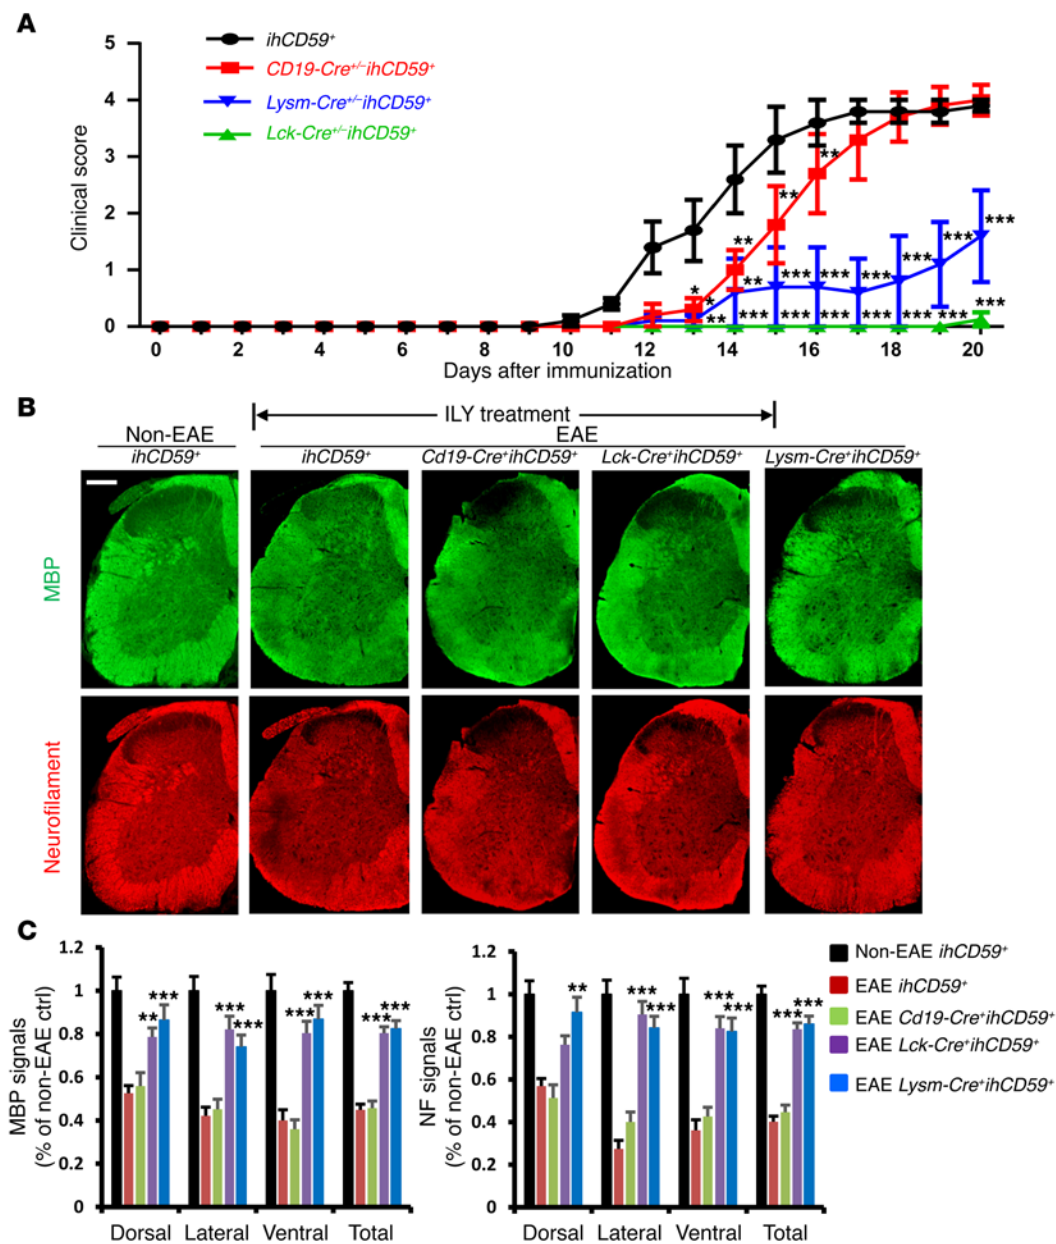 A
5
4
3
2
1
0
Clinical score
ihCD59+
CD19-Cre+/–ihCD59+
Lysm-Cre+/–ihCD59+
Lck-Cre+/–ihCD59+
** ** ** *** *** *** *** *** *** ***
* * ** ** *** *** *** *** *** *** ***
0 2 4 6 8 10 12 14 16 18 20
Days after immunization
B
ILY treatment
Non-EAE EAE
ihCD59+ ihCD59+ Cd19-Cre+ihCD59+ Lck-Cre+ihCD59+ Lysm-Cre+ihCD59+
MBP
Neurofilament
C
MBP signals
(% of non-EAE ctrl)
1.2
1
0.8
0.6
0.4
0.2
0
** *** *** *** *** *** *** ***
Dorsal Lateral Ventral Total
NF signals
(% of non-EAE ctrl)
1.2
1
0.8
0.6
0.4
0.2
0
** *** *** *** *** *** ***
Dorsal Lateral Ventral Total
Non-EAE ihCD59+
EAE ihCD59+
EAE Cd19-Cre+ihCD59+
EAE Lck-Cre+ihCD59+
EAE Lysm-Cre+ihCD59+